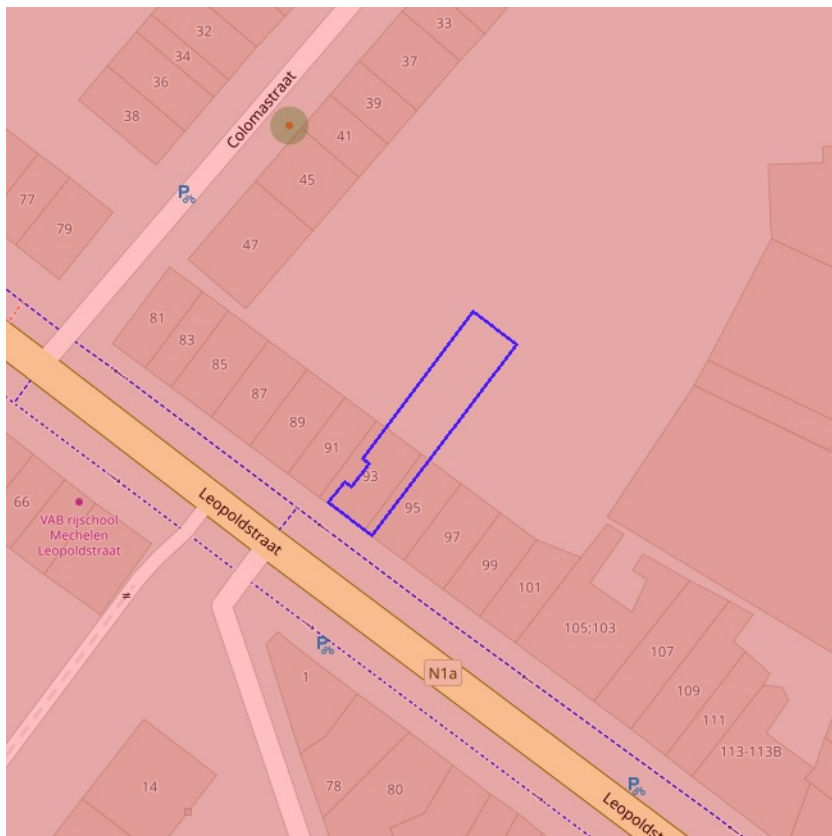 32
33
34
37
36
39
38
Colomastraat
41
45
77
79
47
81
83
85
87
89
91
93
95
97
99
101
105;103
107
109
111
113-113B
66
VAB rijschool
Mechelen
Leopoldstraat
Leopoldstraat
P
P
P
1
N1a
78
80
14
Leopoldst